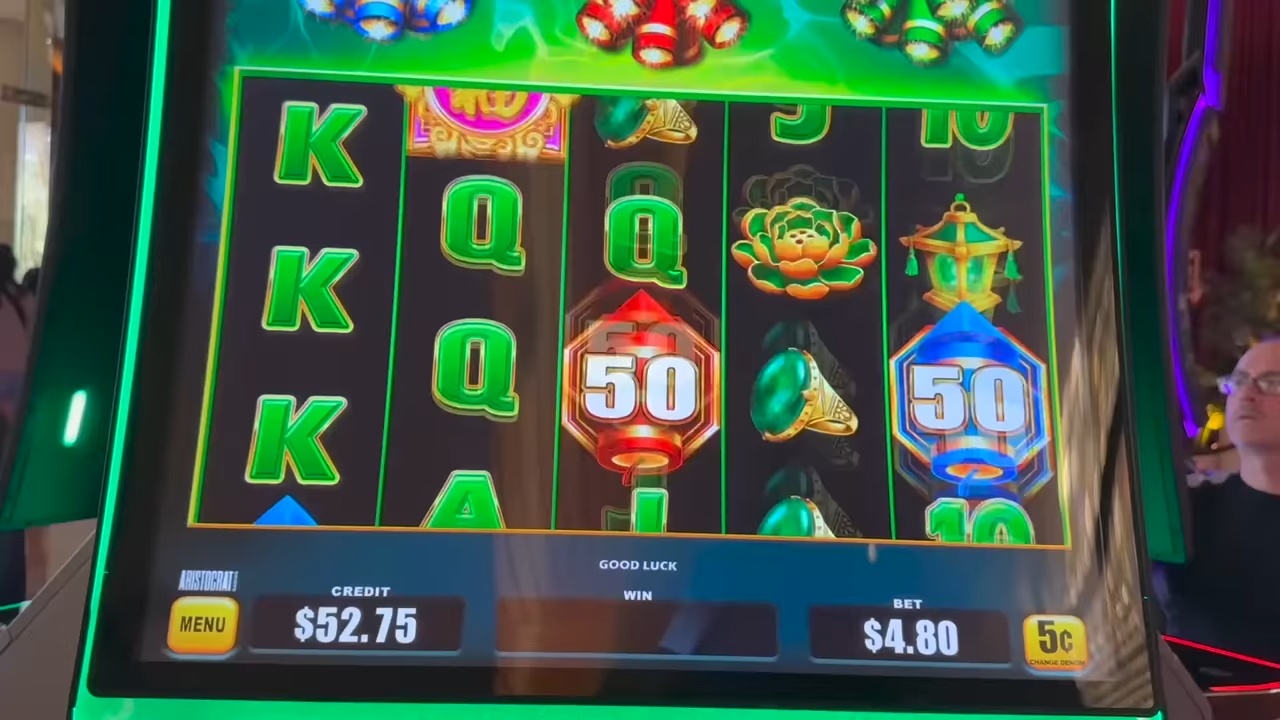 K
K
K
Q
Q
A
Q
50
J
J
10
50
10
GOOD LUCK
ARISTOCRAT
MENU
CREDIT
$52.75
WIN
BET
$4.80
5¢
CHANGE DENOM